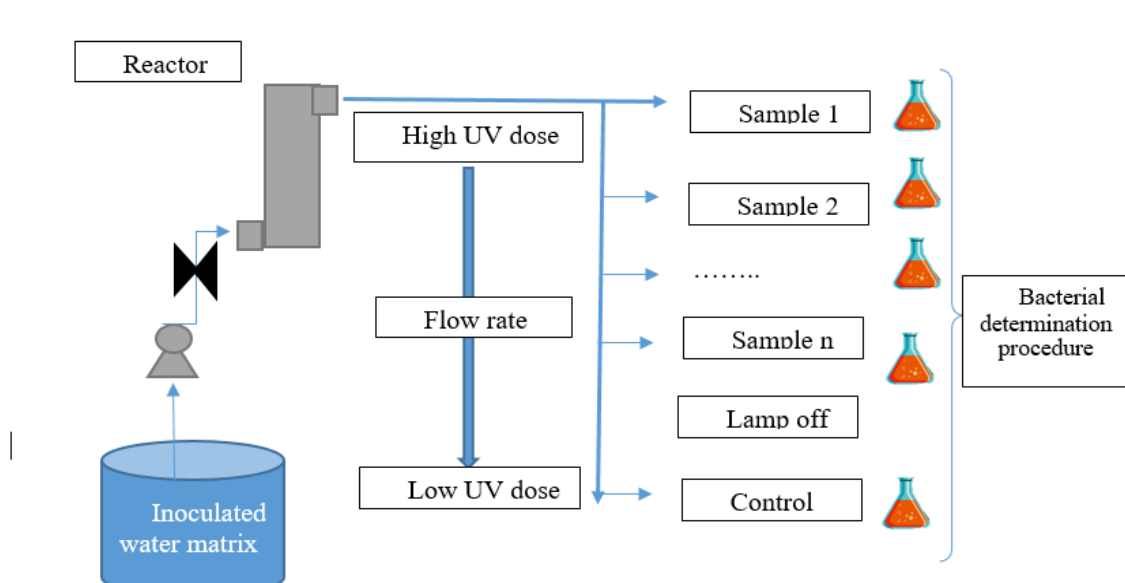 Reactor
High UV dose
Flow rate
Low UV dose
Inoculated
water matrix
Sample 1
Sample 2
........
Sample n
Lamp off
Control
Bacterial
determination
procedure